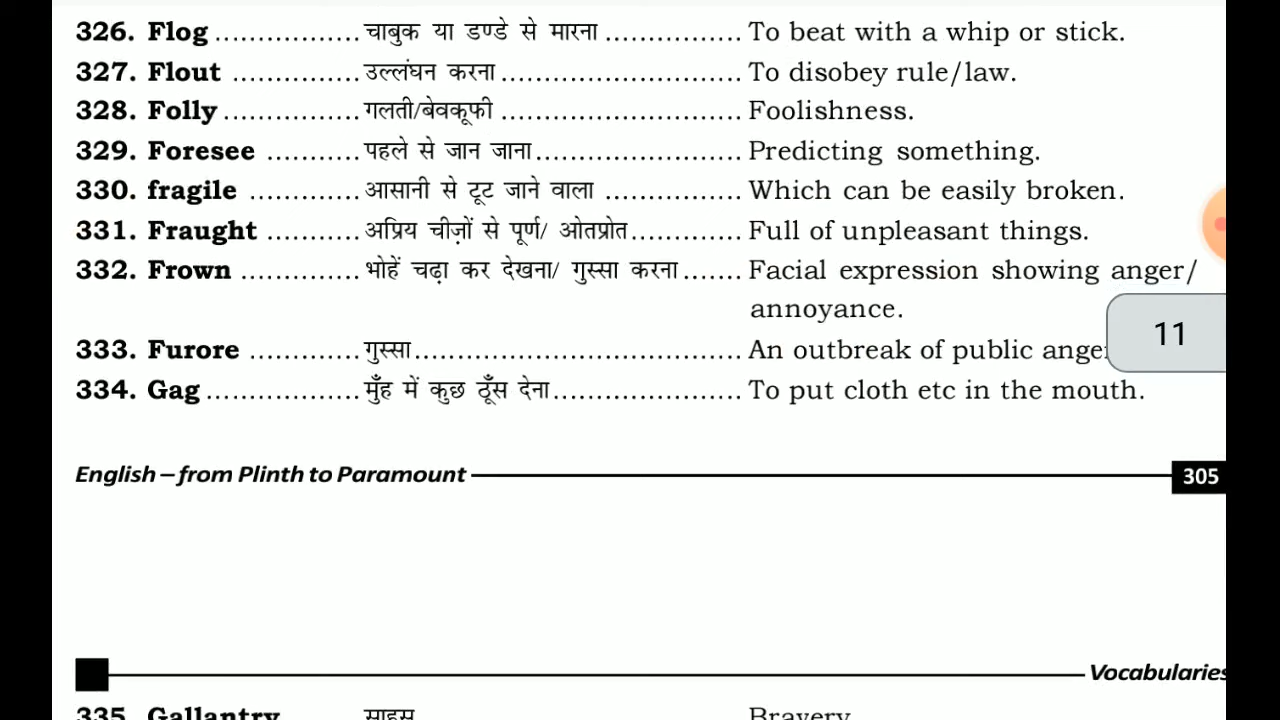 326. Flog ................. चाबुक या डण्डे से मारना ................ To beat with a whip or stick.
327. Flout ............... उल्लंघन करना ............................ To disobey rule/law.
328. Folly ................ गलती/बेवकूफी ............................ Foolishness.
329. Foresee ........... पहले से जान जाना ........................ Predicting something.
330. fragile ............. आसानी से टूट जाने वाला ................ Which can be easily broken.
331. Fraught ........... अप्रिय चीज़ों से पूर्ण/ ओतप्रोत ............. Full of unpleasant things.
332. Frown .............. भोहें चढ़ा कर देखना/ गुस्सा करना ....... Facial expression showing anger/
annoyance.
333. Furore ............. गुस्सा ...................................... An outbreak of public
11
334. Gag .................. मुँह में कुछ ठूँस देना ...................... To put cloth etc in the mouth.
English – from Plinth to Paramount 305
Vocabularies
335. Gallantry साहस Bravery